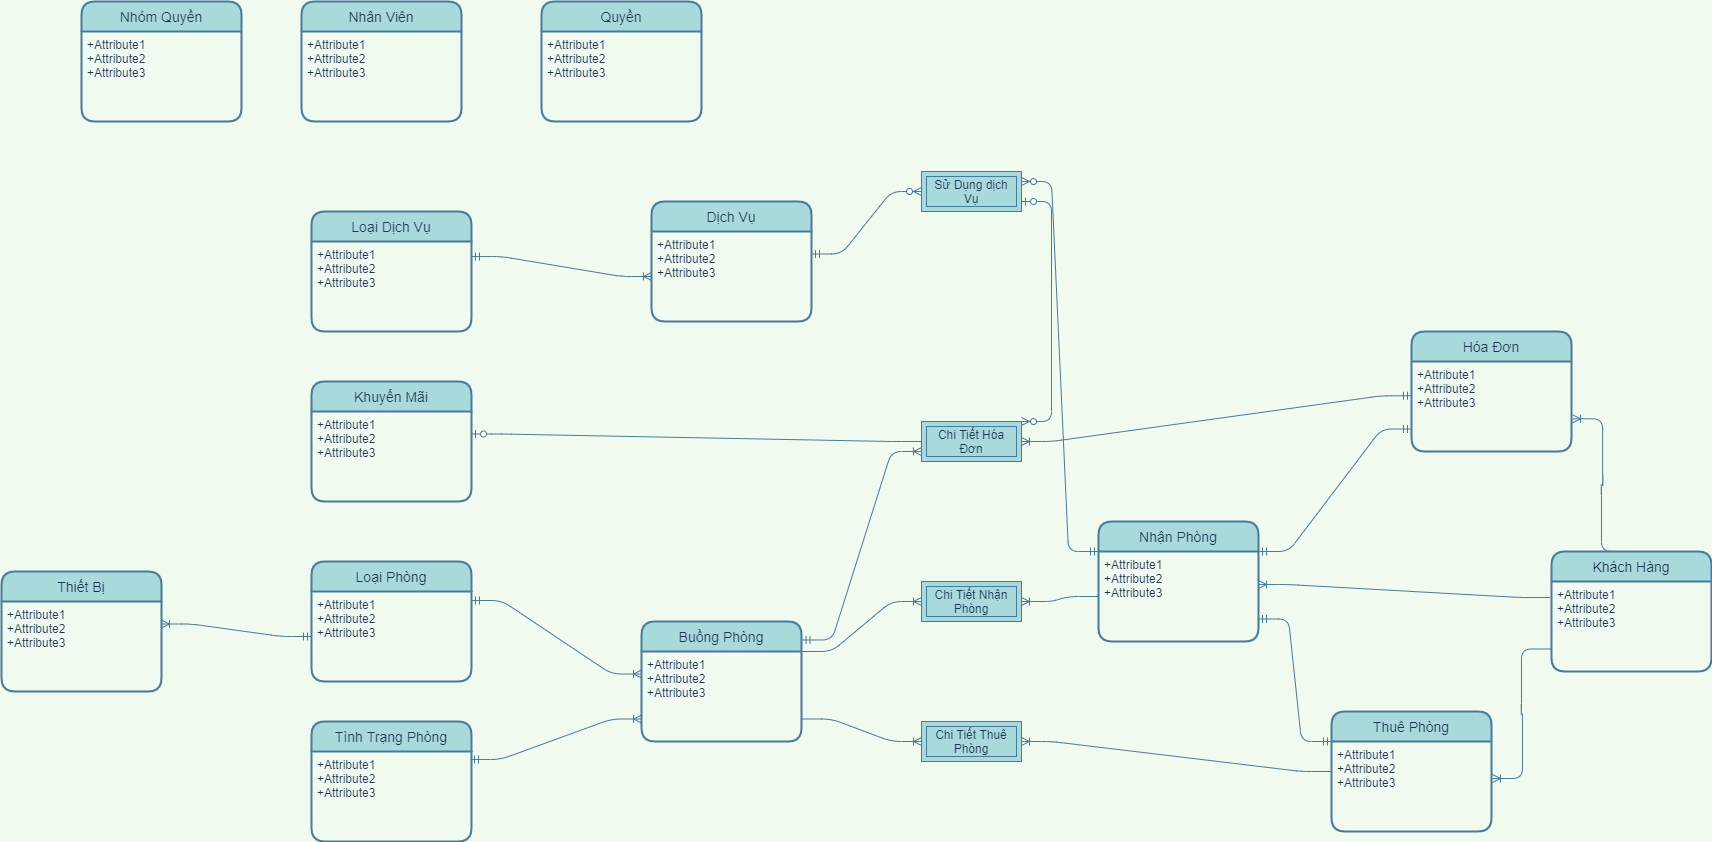 Nhóm Quyền
+Attribute1
+Attribute2
+Attribute3
Nhân Viên
+Attribute1
+Attribute2
+Attribute3
Quyền
+Attribute1
+Attribute2
+Attribute3
Sử Dụng dịch
Vụ
Loại Dịch Vụ
+Attribute1
+Attribute2
+Attribute3
Dịch Vụ
+Attribute1
+Attribute2
+Attribute3
Hóa Đơn
+Attribute1
+Attribute2
+Attribute3
Khuyến Mãi
+Attribute1
+Attribute2
+Attribute3
Chi Tiết Hóa
Đơn
Nhận Phòng
+Attribute1
+Attribute2
+Attribute3
Khách Hàng
+Attribute1
+Attribute2
+Attribute3
Thiết Bị
+Attribute1
+Attribute2
+Attribute3
Loại Phòng
+Attribute1
+Attribute2
+Attribute3
Chi Tiết Nhận
Phòng
Buồng Phòng
+Attribute1
+Attribute2
+Attribute3
Tình Trạng Phòng
+Attribute1
+Attribute2
+Attribute3
Chi Tiết Thuê
Phòng
Thuê Phòng
+Attribute1
+Attribute2
+Attribute3